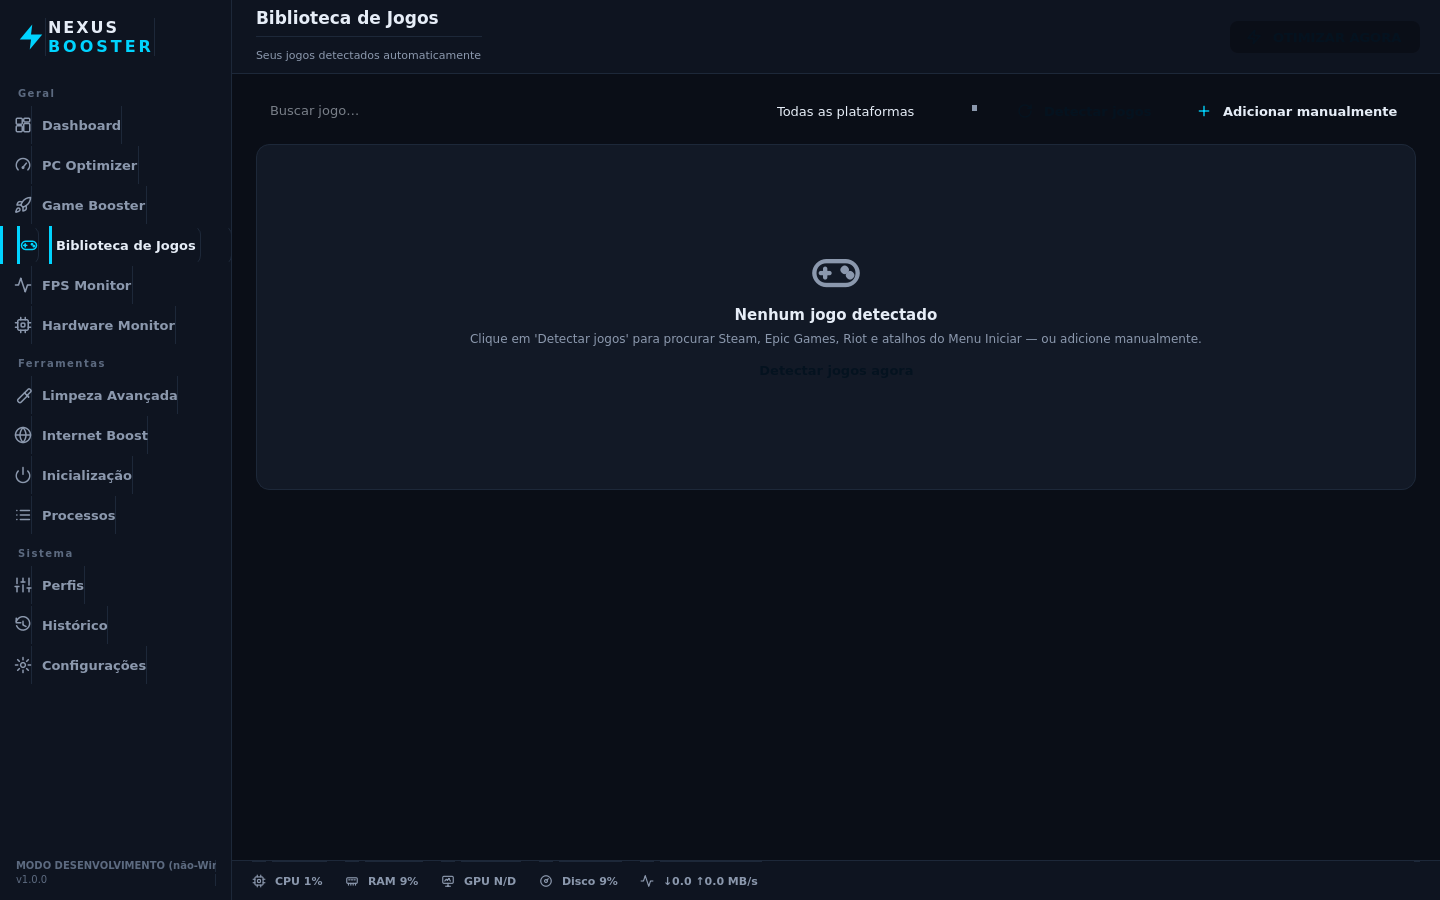 NEXUS
BOOSTER
Biblioteca de Jogos
Seus jogos detectados automaticamente
Geral
Dashboard
PC Optimizer
Game Booster
Biblioteca de Jogos
FPS Monitor
Hardware Monitor
Ferramentas
Limpeza Avançada
Internet Boost
Inicialização
Processos
Sistema
Perfis
Histórico
Configurações
MODO DESENVOLVIMENTO (não-Win
v1.0.0
Buscar jogo...
Todas as plataformas
Adicionar manualmente
Nenhum jogo detectado
Clique em 'Detectar jogos' para procurar Steam, Epic Games, Riot e atalhos do Menu Iniciar — ou adicione manualmente.
Detectar jogos agora
CPU 1%
RAM 9%
GPU N/D
Disco 9%
↓0.0 ↑0.0 MB/s